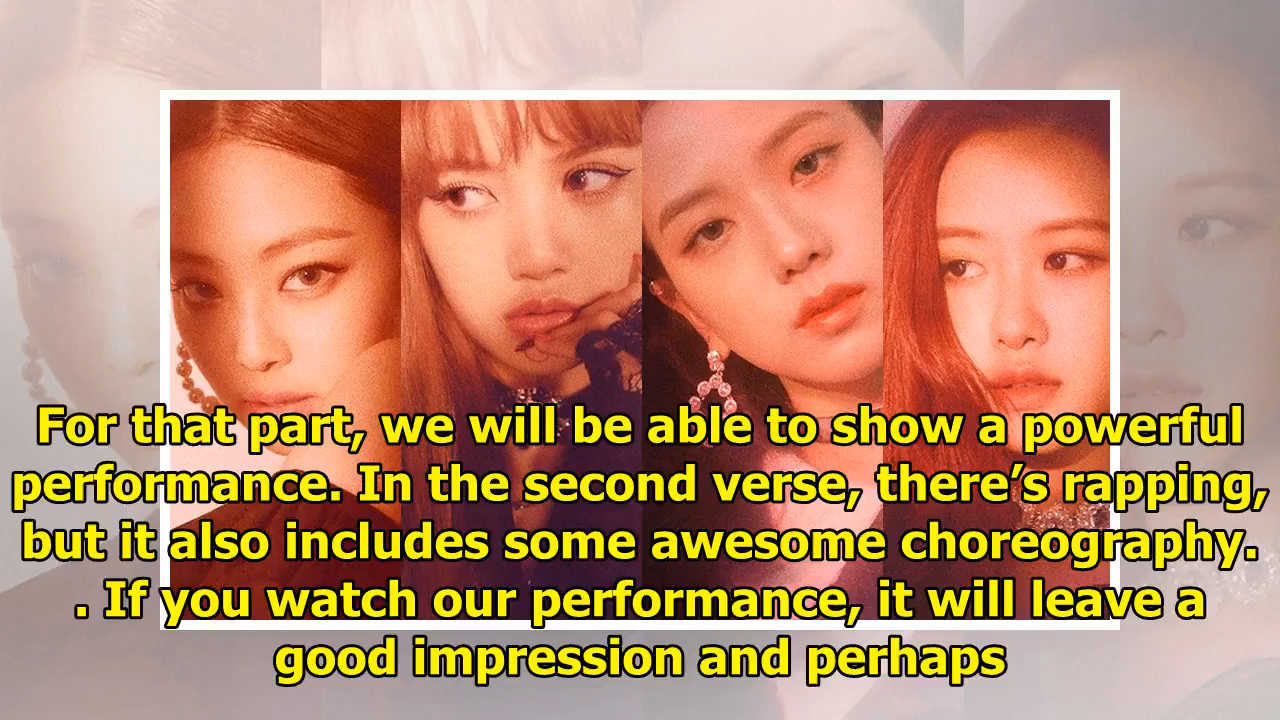 For that part, we will be able to show a powerful
performance. In the second verse, there’s rapping,
but it also includes some awesome choreography.
. If you watch our performance, it will leave a
good impression and perhaps